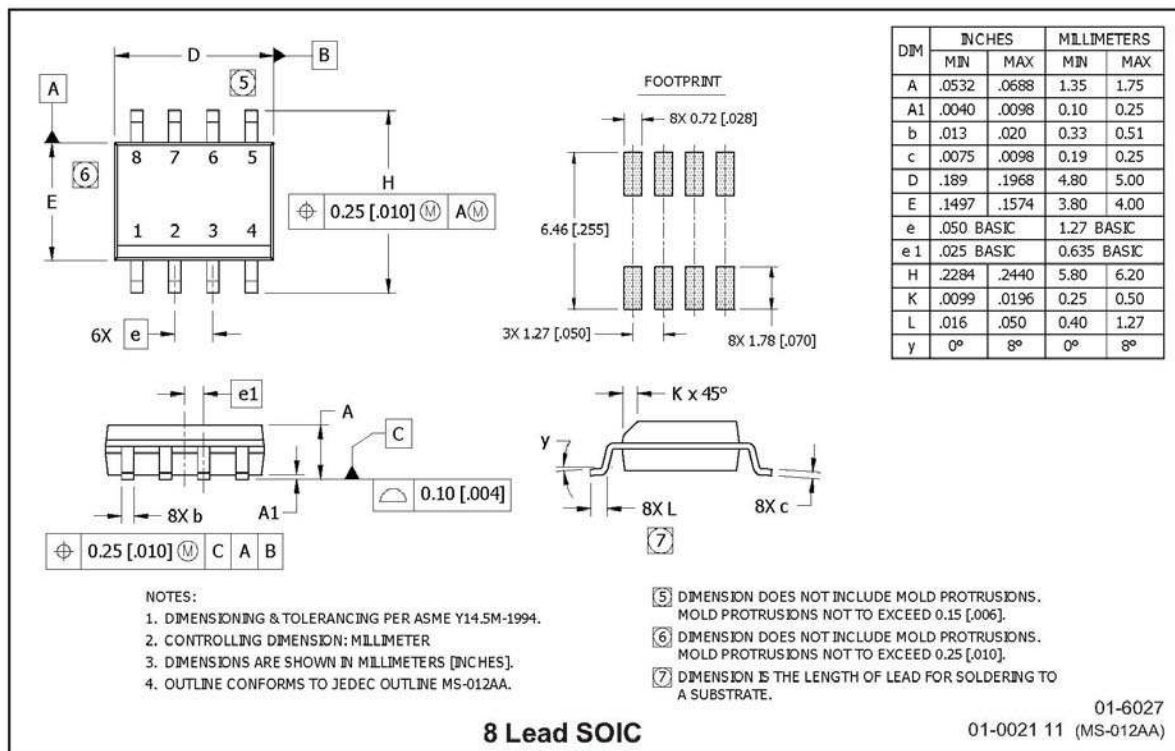 D
B
5
A
8 7 6 5
6
E
H
⌖ 0.25 [.010] Ⓜ A Ⓜ
1 2 3 4
6X e
FOOTPRINT
8X 0.72 [.028]
6.46 [.255]
3X 1.27 [.050]
8X 1.78 [.070]
DIM INCHES MILLIMETERS
MIN MAX MIN MAX
A .0532 .0688 1.35 1.75
A1 .0040 .0098 0.10 0.25
b .013 .020 0.33 0.51
c .0075 .0098 0.19 0.25
D .189 .1968 4.80 5.00
E .1497 .1574 3.80 4.00
e .050 BASIC 1.27 BASIC
e 1 .025 BASIC 0.635 BASIC
H .2284 .2440 5.80 6.20
K .0099 .0196 0.25 0.50
L .016 .050 0.40 1.27
y 0° 8° 0° 8°
e1
A
C
A1
8X b
⌓ 0.10 [.004]
⌖ 0.25 [.010] Ⓜ C A B
K x 45°
y
8X L
8X c
7
NOTES:
1. DIMENSIONING & TOLERANCING PER ASME Y14.5M-1994.
2. CONTROLLING DIMENSION: MILLIMETER
3. DIMENSIONS ARE SHOWN IN MILLIMETERS [INCHES].
4. OUTLINE CONFORMS TO JEDEC OUTLINE MS-012AA.
5 DIMENSION DOES NOT INCLUDE MOLD PROTRUSIONS.
MOLD PROTRUSIONS NOT TO EXCEED 0.15 [.006].
6 DIMENSION DOES NOT INCLUDE MOLD PROTRUSIONS.
MOLD PROTRUSIONS NOT TO EXCEED 0.25 [.010].
7 DIMENSION IS THE LENGTH OF LEAD FOR SOLDERING TO
A SUBSTRATE.
8 Lead SOIC
01-6027
01-0021 11 (MS-012AA)